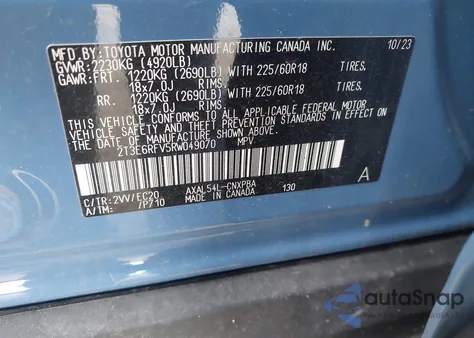 MFD.BY:TOYOTA MOTOR MANUFACTURING CANADA INC. 10/23
GVWR:2230KG (4920LB)
GAWR:FRT. 1220KG (2690LB) WITH 225/60R18 TIRES.
18x7.0J RIMS
RR. 1220KG (2690LB) WITH 225/60R18 TIRES.
18x7.0J RIMS
THIS VEHICLE CONFORMS TO ALL APPLICABLE FEDERAL MOTOR
VEHICLE SAFETY, BUMPER, AND THEFT PREVENTION STANDARDS IN EFFECT
ON THE DATE OF MANUFACTURE SHOWN ABOVE.
2T3E6RFV5RW049070 MPV
A
AXAL54L-CNXPBA 130
C/TR:2VV/EC20 MADE IN CANADA
A/TM: /P710
autoSnap